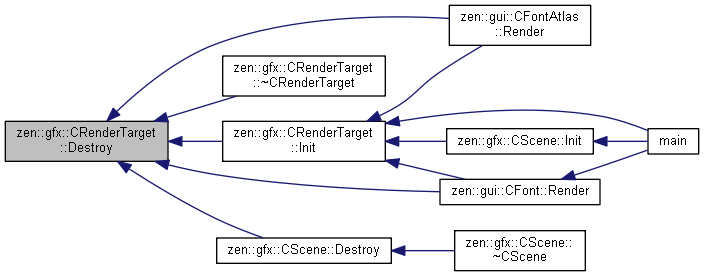 zen::gui::CFontAtlas
::Render
zen::gfx::CRenderTarget
::~CRenderTarget
zen::gfx::CRenderTarget
::Destroy
zen::gfx::CRenderTarget
::Init
zen::gfx::CScene::Init
main
zen::gui::CFont::Render
zen::gfx::CScene::Destroy
zen::gfx::CScene::
~CScene